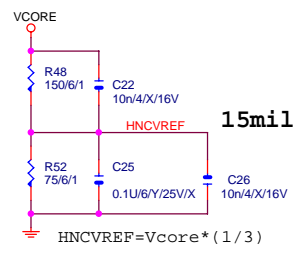 VCORE
R48
150/6/1
C22
10n/4/X/16V
HNCVREF
15mil
R52
75/6/1
C25
0.1U/6/Y/25V/X
C26
10n/4/X/16V
HNCVREF=Vcore*(1/3)